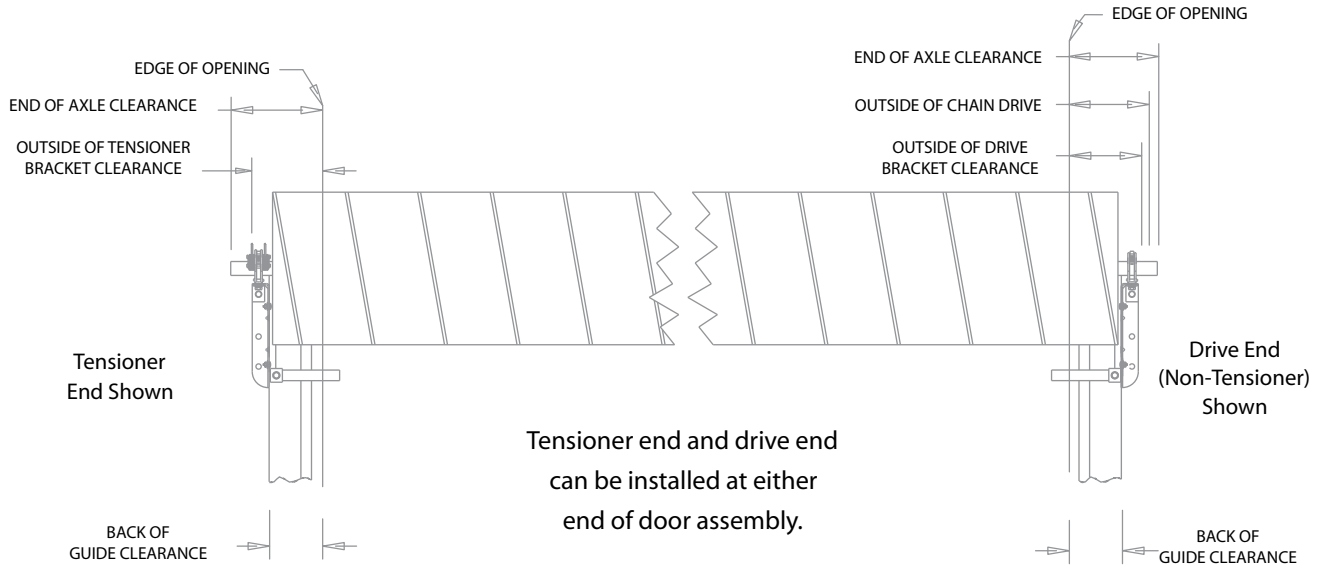 EDGE OF OPENING
END OF AXLE CLEARANCE
OUTSIDE OF TENSIONER
BRACKET CLEARANCE
EDGE OF OPENING
END OF AXLE CLEARANCE
OUTSIDE OF CHAIN DRIVE
OUTSIDE OF DRIVE
BRACKET CLEARANCE
Tensioner
End Shown
Drive End
(Non-Tensioner)
Shown
Tensioner end and drive end
can be installed at either
end of door assembly.
BACK OF
GUIDE CLEARANCE
BACK OF
GUIDE CLEARANCE